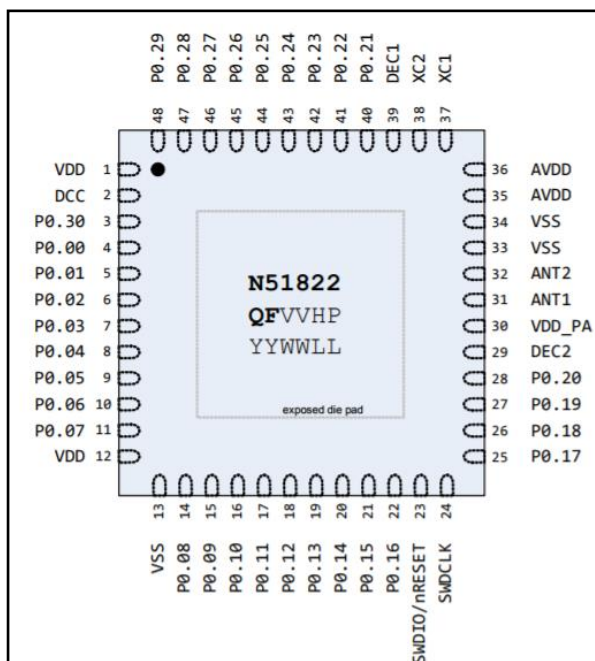 P0.29 P0.28 P0.27 P0.26 P0.25 P0.24 P0.23 P0.22 P0.21 DEC1 XC2 XC1
48 47 46 45 44 43 42 41 40 39 38 37
VDD 1
DCC 2
P0.30 3
P0.00 4
P0.01 5
P0.02 6
P0.03 7
P0.04 8
P0.05 9
P0.06 10
P0.07 11
VDD 12
N51822
QFVVHP
YYWWLL
exposed die pad
36 AVDD
35 AVDD
34 VSS
33 VSS
32 ANT2
31 ANT1
30 VDD_PA
29 DEC2
28 P0.20
27 P0.19
26 P0.18
25 P0.17
13 14 15 16 17 18 19 20 21 22 23 24
VSS P0.08 P0.09 P0.10 P0.11 P0.12 P0.13 P0.14 P0.15 P0.16 SWDIO/nRESET SWDCLK